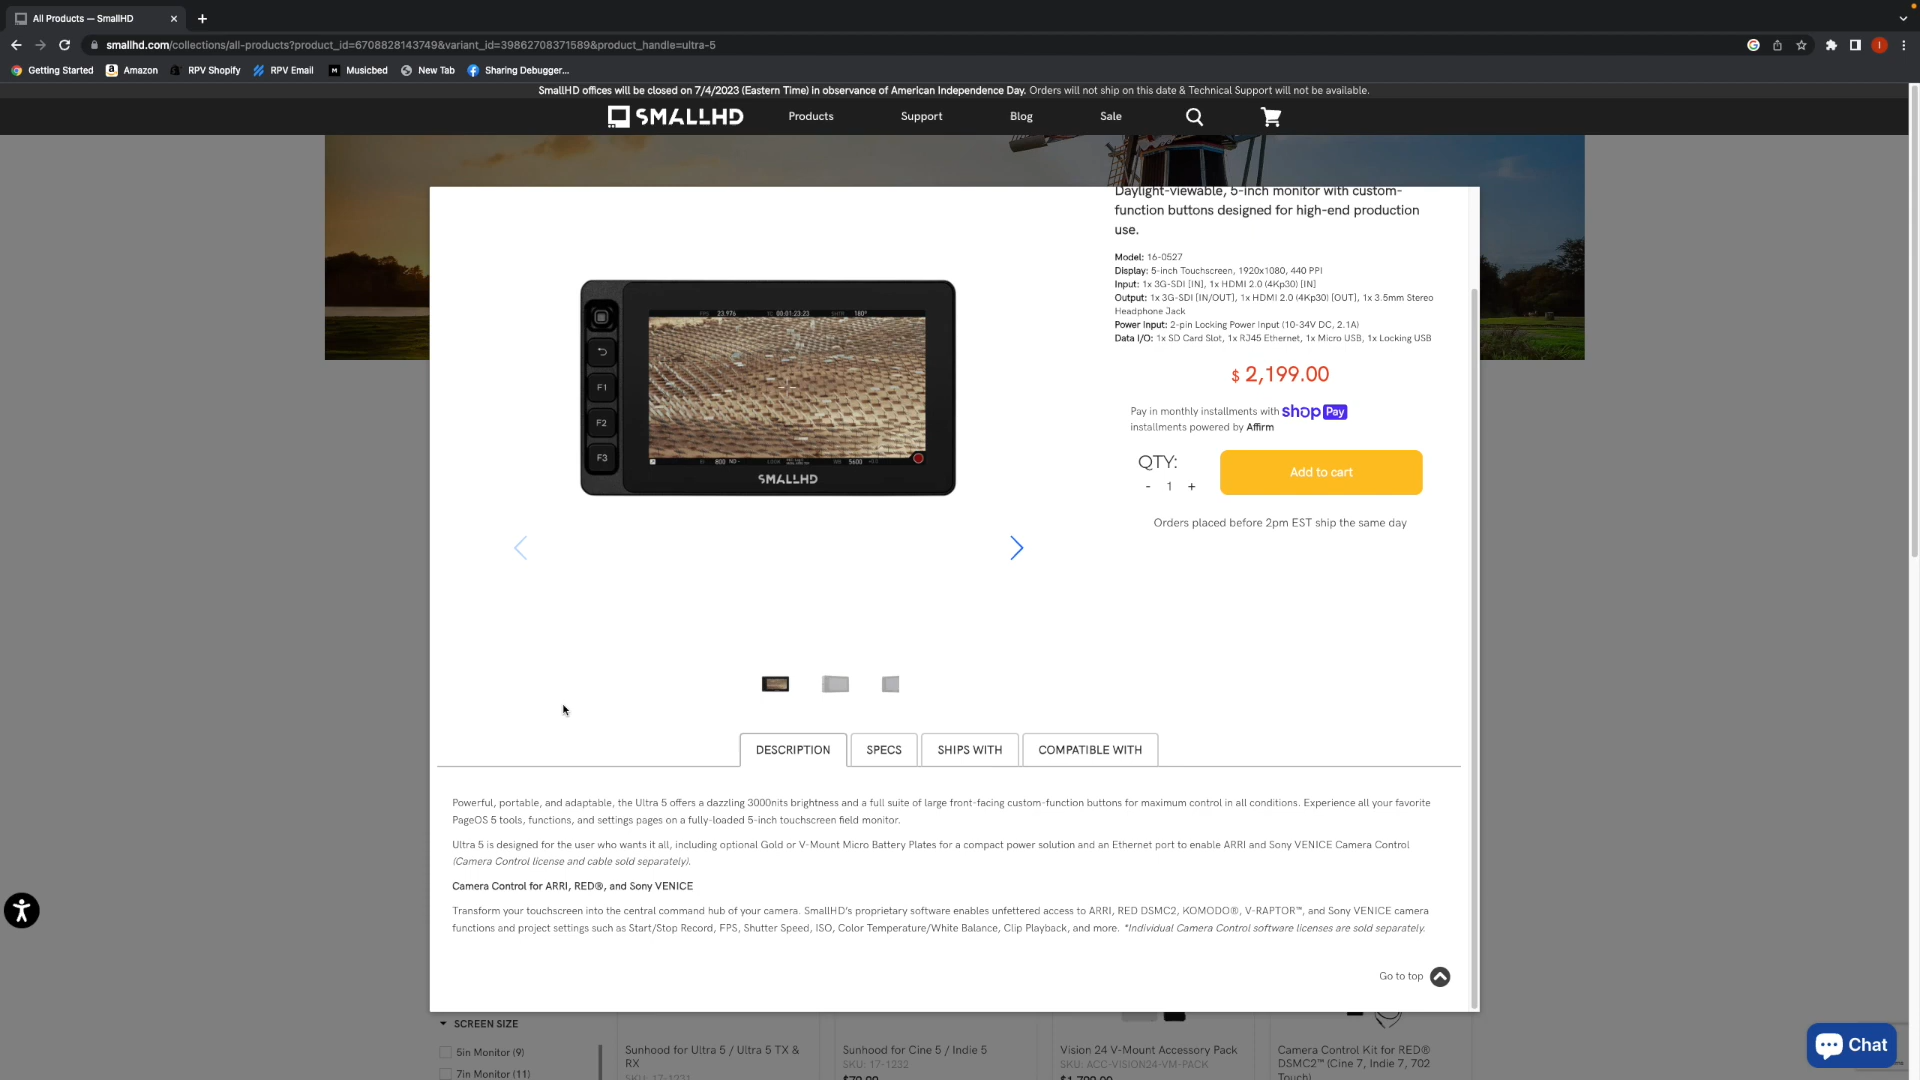 All Products — SmallHD
smallhd.com/collections/all-products?product_id=6708828143749&variant_id=39862708371589&product_handle=ultra-5
Getting Started
Amazon
RPV Shopify
RPV Email
Musicbed
New Tab
Sharing Debugger...
SmallHD offices will be closed on 7/4/2023 (Eastern Time) in observance of American Independence Day. Orders will not ship on this date & Technical Support will not be available.
SMALLHD
Products
Support
Blog
Sale
Daylight-viewable, 5-inch monitor with custom-
function buttons designed for high-end production
use.
Model: 16-0527
Display: 5-inch Touchscreen, 1920x1080, 440 PPI
Input: 1x 3G-SDI [IN], 1x HDMI 2.0 (4Kp30) [IN]
Output: 1x 3G-SDI [IN/OUT], 1x HDMI 2.0 (4Kp30) [OUT], 1x 3.5mm Stereo
Headphone Jack
Power Input: 2-pin Locking Power Input (10-34V DC, 2.1A)
Data I/O: 1x SD Card Slot, 1x RJ45 Ethernet, 1x Micro USB, 1x Locking USB
$ 2,199.00
Pay in monthly installments with shop Pay
installments powered by Affirm
QTY:
- 1 +
Add to cart
Orders placed before 2pm EST ship the same day
23.976
00:01:23:23
180°
F1
F2
F3
800
5600
SMALLHD
DESCRIPTION
SPECS
SHIPS WITH
COMPATIBLE WITH
Powerful, portable, and adaptable, the Ultra 5 offers a dazzling 3000nits brightness and a full suite of large front-facing custom-function buttons for maximum control in all conditions. Experience all your favorite
PageOS 5 tools, functions, and settings pages on a fully-loaded 5-inch touchscreen field monitor.
Ultra 5 is designed for the user who wants it all, including optional Gold or V-Mount Micro Battery Plates for a compact power solution and an Ethernet port to enable ARRI and Sony VENICE Camera Control
(Camera Control license and cable sold separately).
Camera Control for ARRI, RED®, and Sony VENICE
Transform your touchscreen into the central command hub of your camera. SmallHD's proprietary software enables unfettered access to ARRI, RED DSMC2, KOMODO®, V-RAPTOR™, and Sony VENICE camera
functions and project settings such as Start/Stop Record, FPS, Shutter Speed, ISO, Color Temperature/White Balance, Clip Playback, and more. *Individual Camera Control software licenses are sold separately.
Go to top
SCREEN SIZE
5in Monitor (9)
7in Monitor (11)
Sunhood for Ultra 5 / Ultra 5 TX &
RX
SKU: 17-1231
Sunhood for Cine 5 / Indie 5
SKU: 17-1232
$79.00
Vision 24 V-Mount Accessory Pack
SKU: ACC-VISION24-VM-PACK
$1,799.00
Camera Control Kit for RED®
DSMC2™ (Cine 7, Indie 7, 702
Touch)
Chat